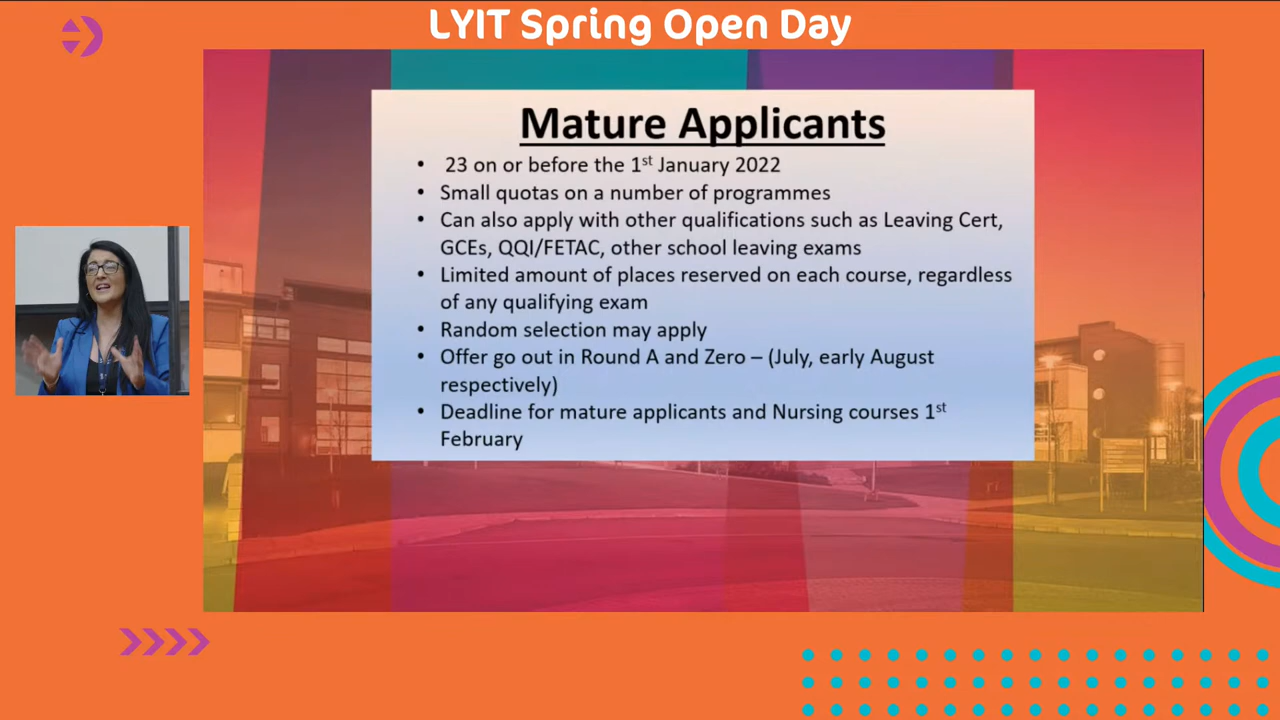 LYIT Spring Open Day
Mature Applicants
• 23 on or before the 1st January 2022
• Small quotas on a number of programmes
• Can also apply with other qualifications such as Leaving Cert,
GCEs, QQI/FETAC, other school leaving exams
• Limited amount of places reserved on each course, regardless
of any qualifying exam
• Random selection may apply
• Offer go out in Round A and Zero – (July, early August
respectively)
• Deadline for mature applicants and Nursing courses 1st
February